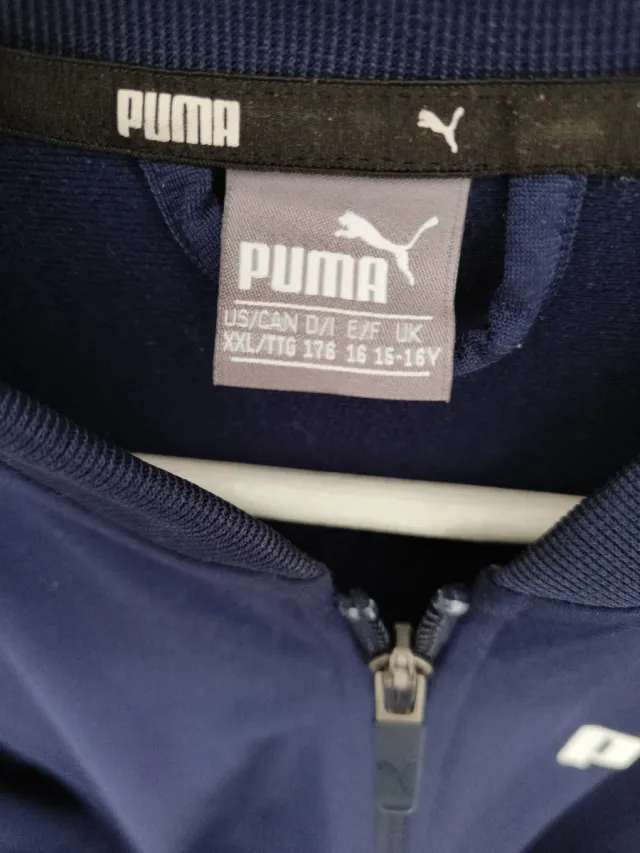 PUMA
PUMA
US/CAN D/I E/F UK
XXL/TTG 176 16 15-16Y
P